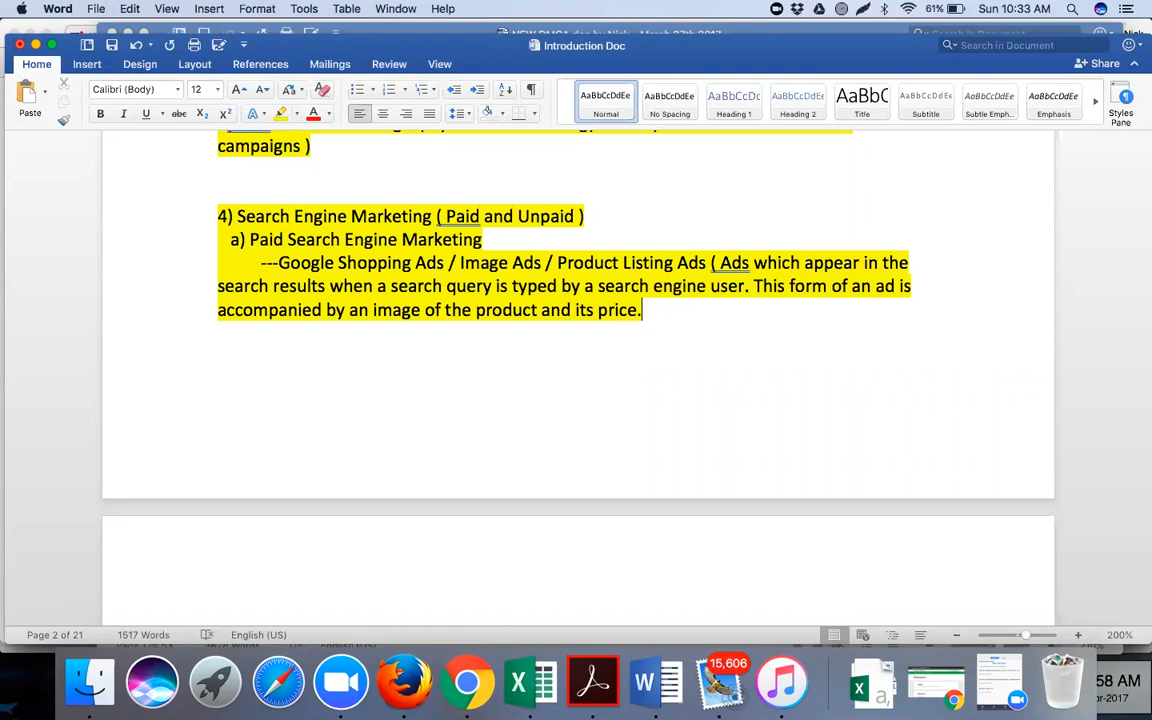 Word File Edit View Insert Format Tools Table Window Help 61% Sun 10:33 AM
Introduction Doc
Search in Document
Home Insert Design Layout References Mailings Review View
Share
Paste
Calibri (Body) 12
AaBbCcDdEe AaBbCcDdEe AaBbCcDc AaBbCcDdEe AaBbC AaBbCcDdEe AaBbCcDdEe AaBbCcDdEe
Normal No Spacing Heading 1 Heading 2 Title Subtitle Subtle Emph... Emphasis
Styles
Pane
campaigns )
4) Search Engine Marketing ( Paid and Unpaid )
a) Paid Search Engine Marketing
---Google Shopping Ads / Image Ads / Product Listing Ads ( Ads which appear in the
search results when a search query is typed by a search engine user. This form of an ad is
accompanied by an image of the product and its price.
Page 2 of 21 1517 Words English (US) 200%
15,606
58 AM
r-2017